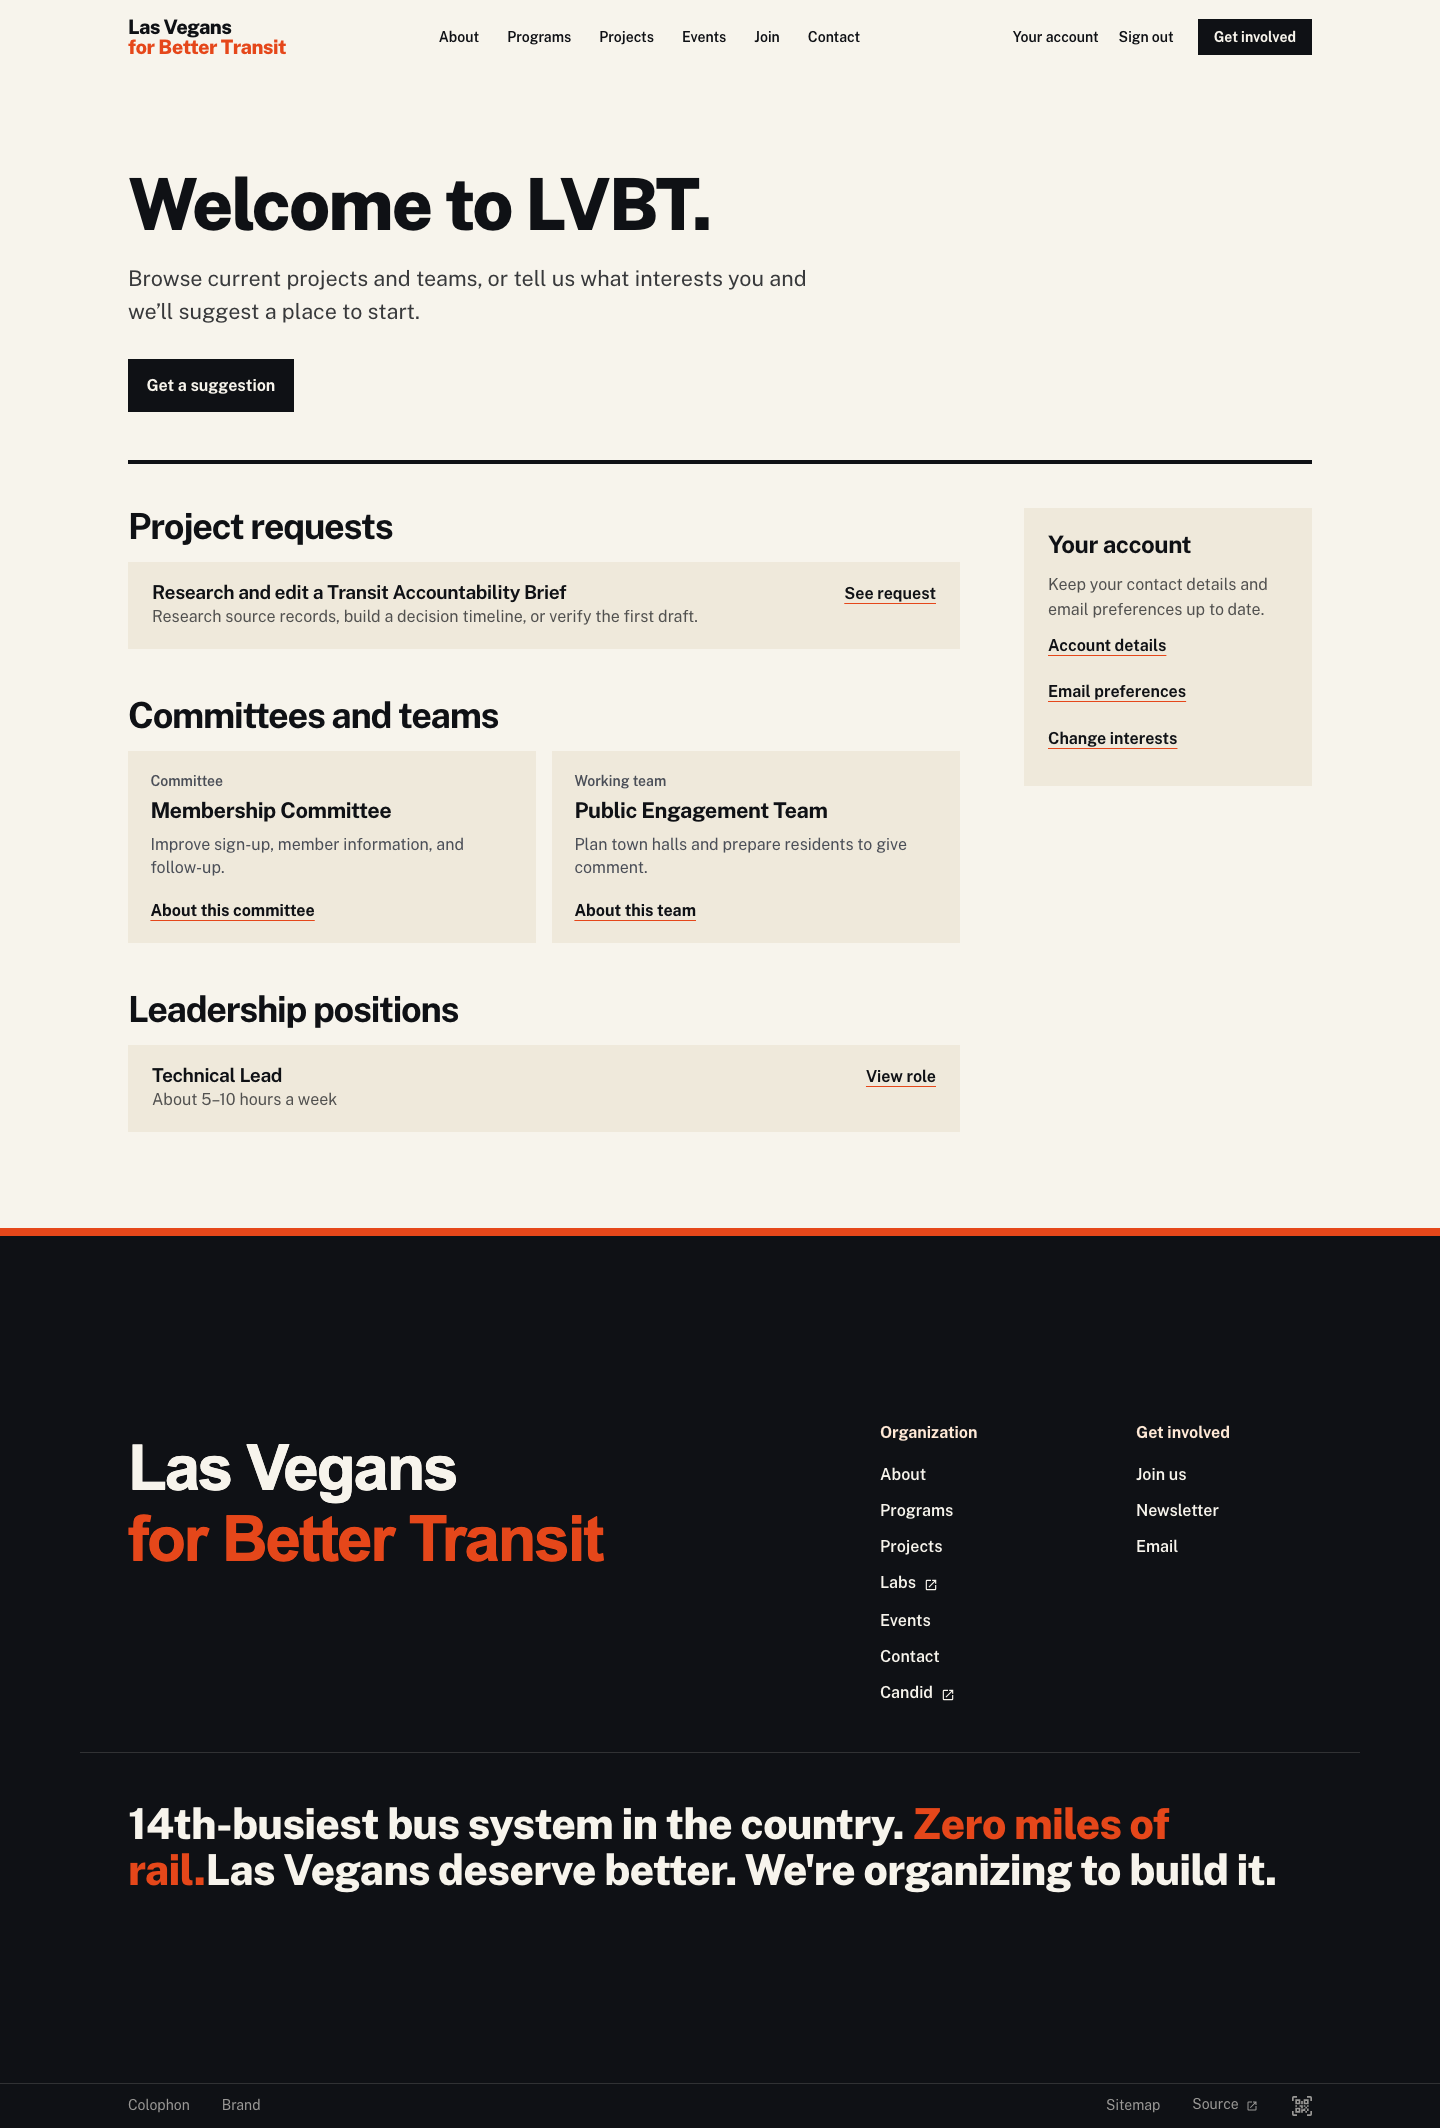 Las Vegans
for Better Transit
About Programs Projects Events Join Contact
Your account Sign out Get involved
Welcome to LVBT.
Browse current projects and teams, or tell us what interests you and
we’ll suggest a place to start.
Get a suggestion
Project requests
Research and edit a Transit Accountability Brief
See request
Research source records, build a decision timeline, or verify the first draft.
Your account
Keep your contact details and
email preferences up to date.
Account details
Email preferences
Change interests
Committees and teams
Committee
Membership Committee
Improve sign-up, member information, and
follow-up.
About this committee
Working team
Public Engagement Team
Plan town halls and prepare residents to give
comment.
About this team
Leadership positions
Technical Lead
View role
About 5–10 hours a week
Las Vegans
for Better Transit
Organization
About
Programs
Projects
Labs
Events
Contact
Candid
Get involved
Join us
Newsletter
Email
14th-busiest bus system in the country. Zero miles of
rail.Las Vegans deserve better. We're organizing to build it.
Colophon Brand
Sitemap Source